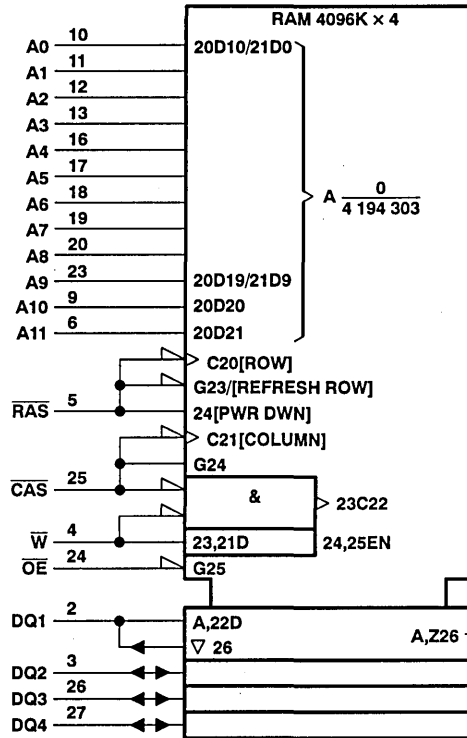 RAM 4096K × 4
A0 10 20D10/21D0
A1 11
A2 12
A3 13
A4 16
A5 17
A6 18
A7 19
A8 20
A 0
4 194 303
A9 23 20D19/21D9
A10 9 20D20
A11 6 20D21
C20[ROW]
G23/[REFRESH ROW]
RAS 5 24[PWR DWN]
C21[COLUMN]
G24
CAS 25
& 23C22
W 4 23,21D 24,25EN
OE 24 G25
DQ1 2 A,22D
26 A,Z26
DQ2 3
DQ3 26
DQ4 27